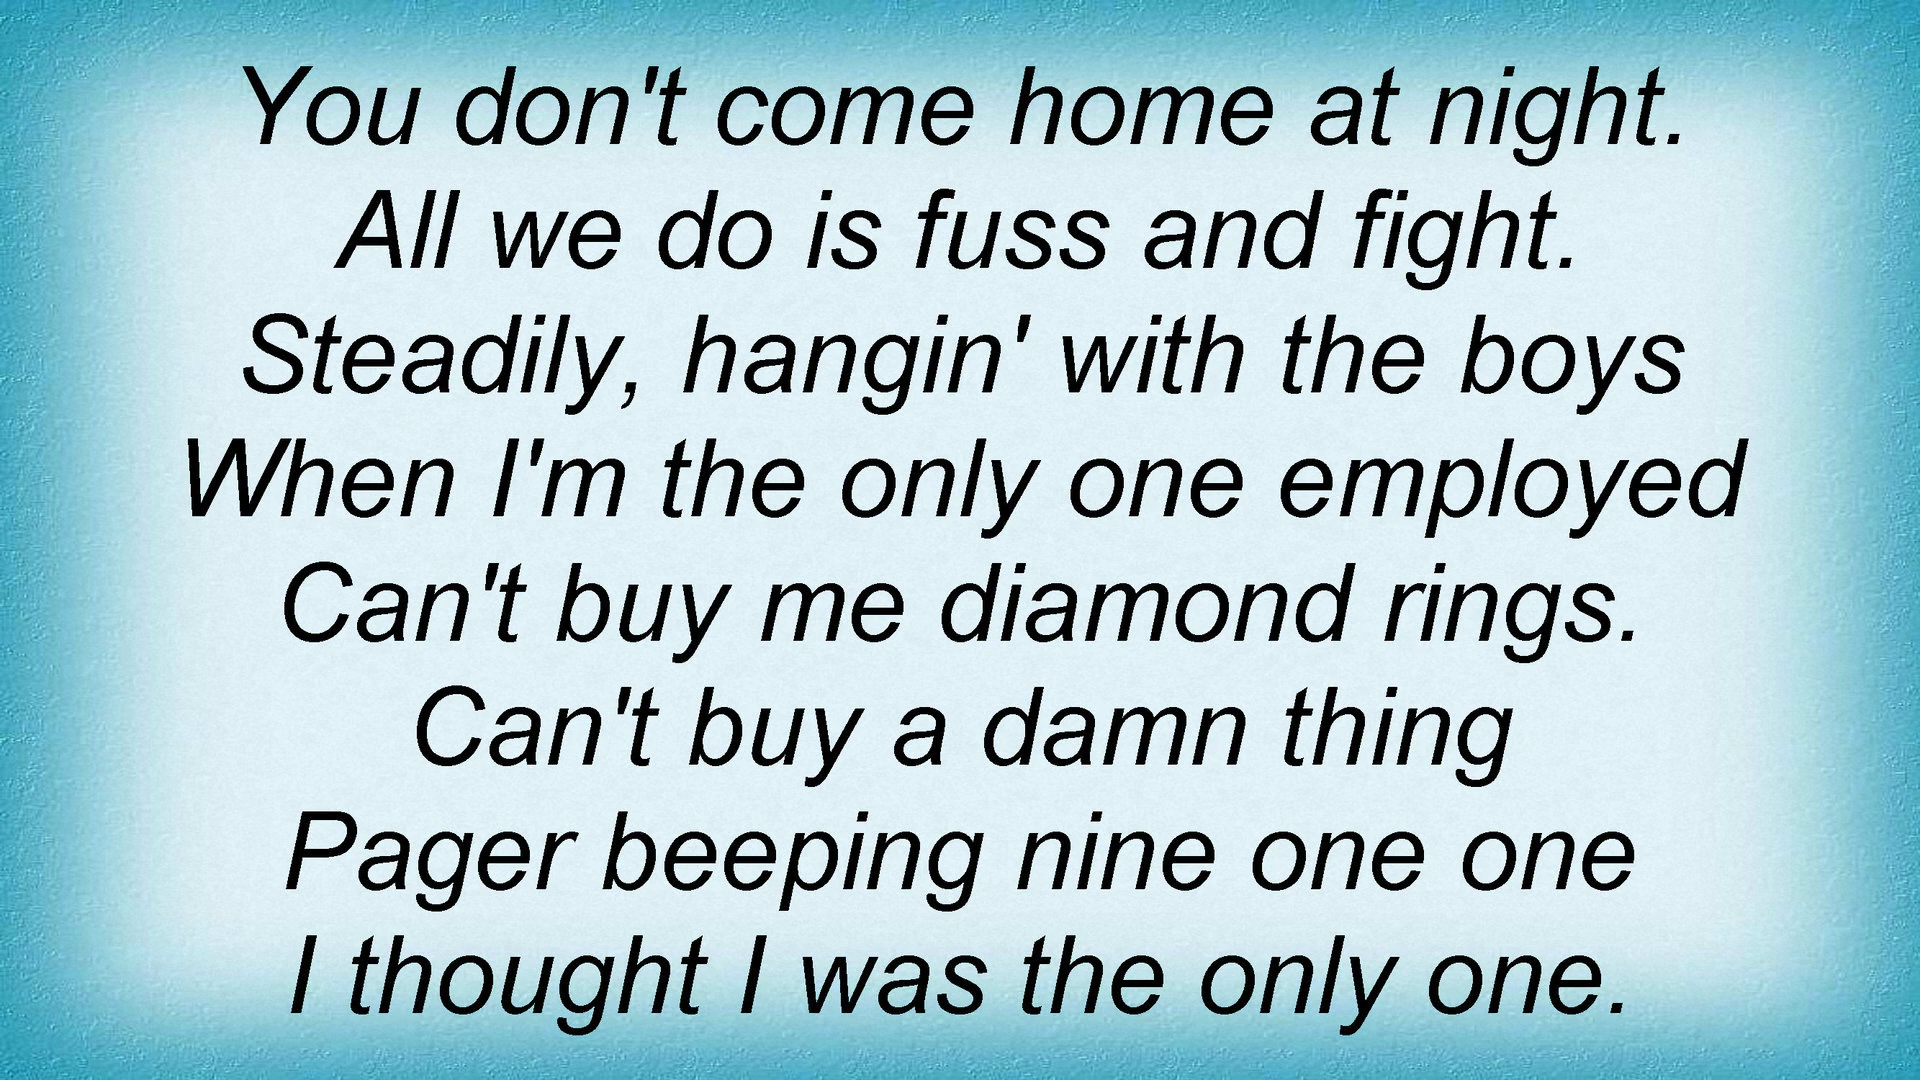 You don't come home at night.
All we do is fuss and fight.
Steadily, hangin' with the boys
When I'm the only one employed
Can't buy me diamond rings.
Can't buy a damn thing
Pager beeping nine one one
I thought I was the only one.